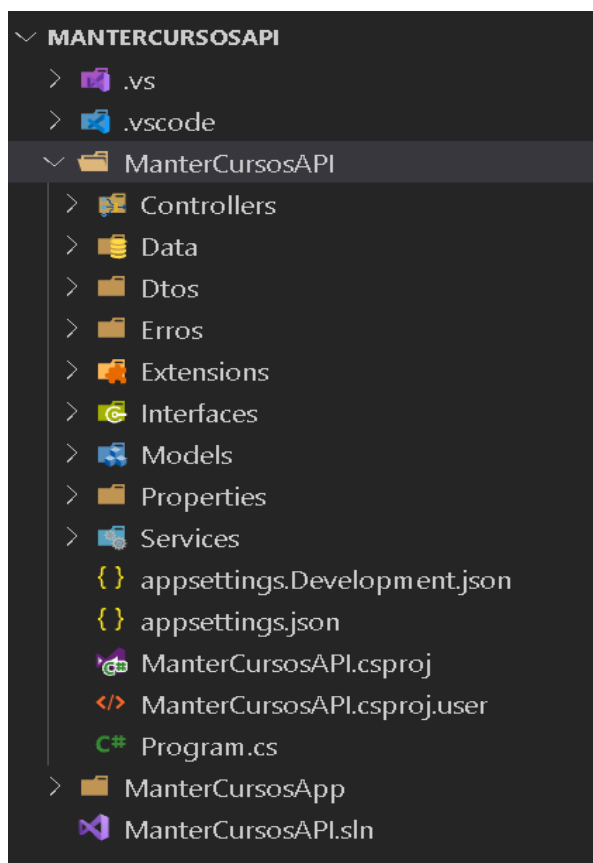 MANTERCURSOSAPI
.vs
.vscode
ManterCursosAPI
Controllers
Data
Dtos
Erros
Extensions
Interfaces
Models
Properties
Services
{ } appsettings.Development.json
{ } appsettings.json
ManterCursosAPI.csproj
</> ManterCursosAPI.csproj.user
C# Program.cs
ManterCursosApp
ManterCursosAPI.sln